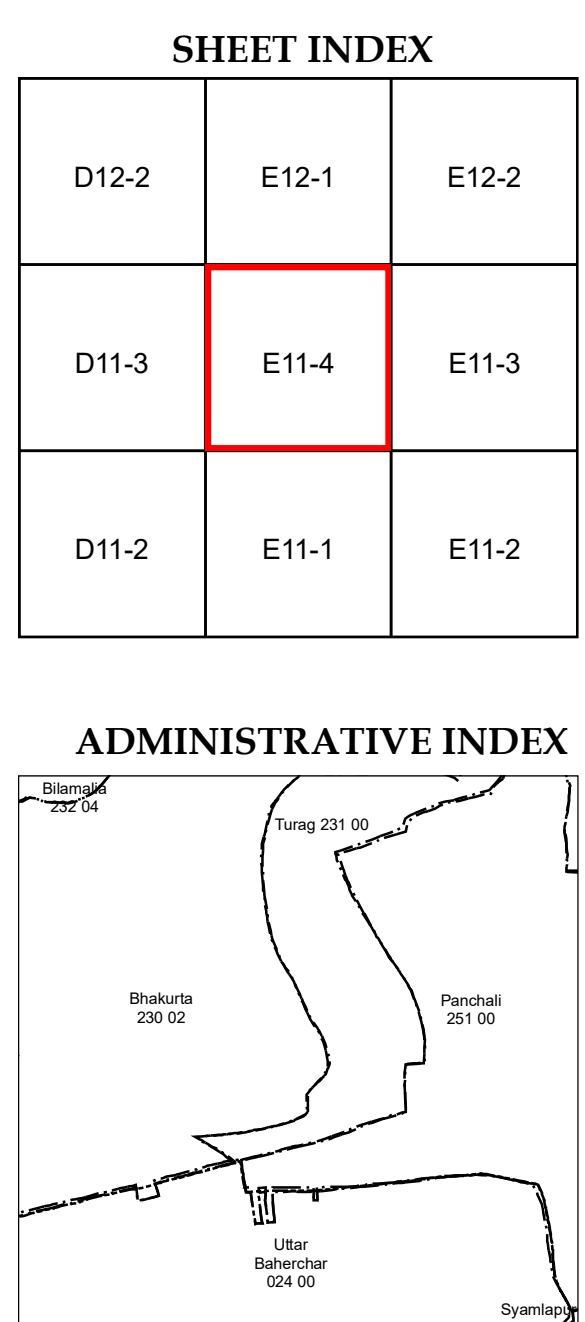 SHEET INDEX
D12-2 E12-1 E12-2
D11-3 E11-4 E11-3
D11-2 E11-1 E11-2
ADMINISTRATIVE INDEX
Bilamalia
232 04
Turag 231 00
Bhakurta
230 02
Panchali
251 00
Uttar
Baherchar
024 00